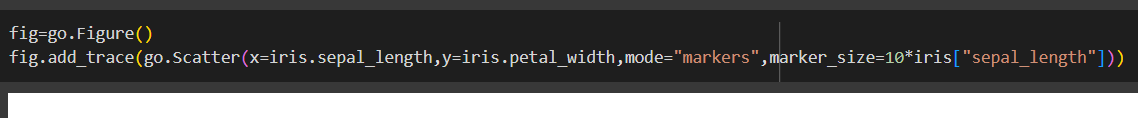 fig=go.Figure()
fig.add_trace(go.Scatter(x=iris.sepal_length,y=iris.petal_width,mode="markers",marker_size=10*iris["sepal_length"]))